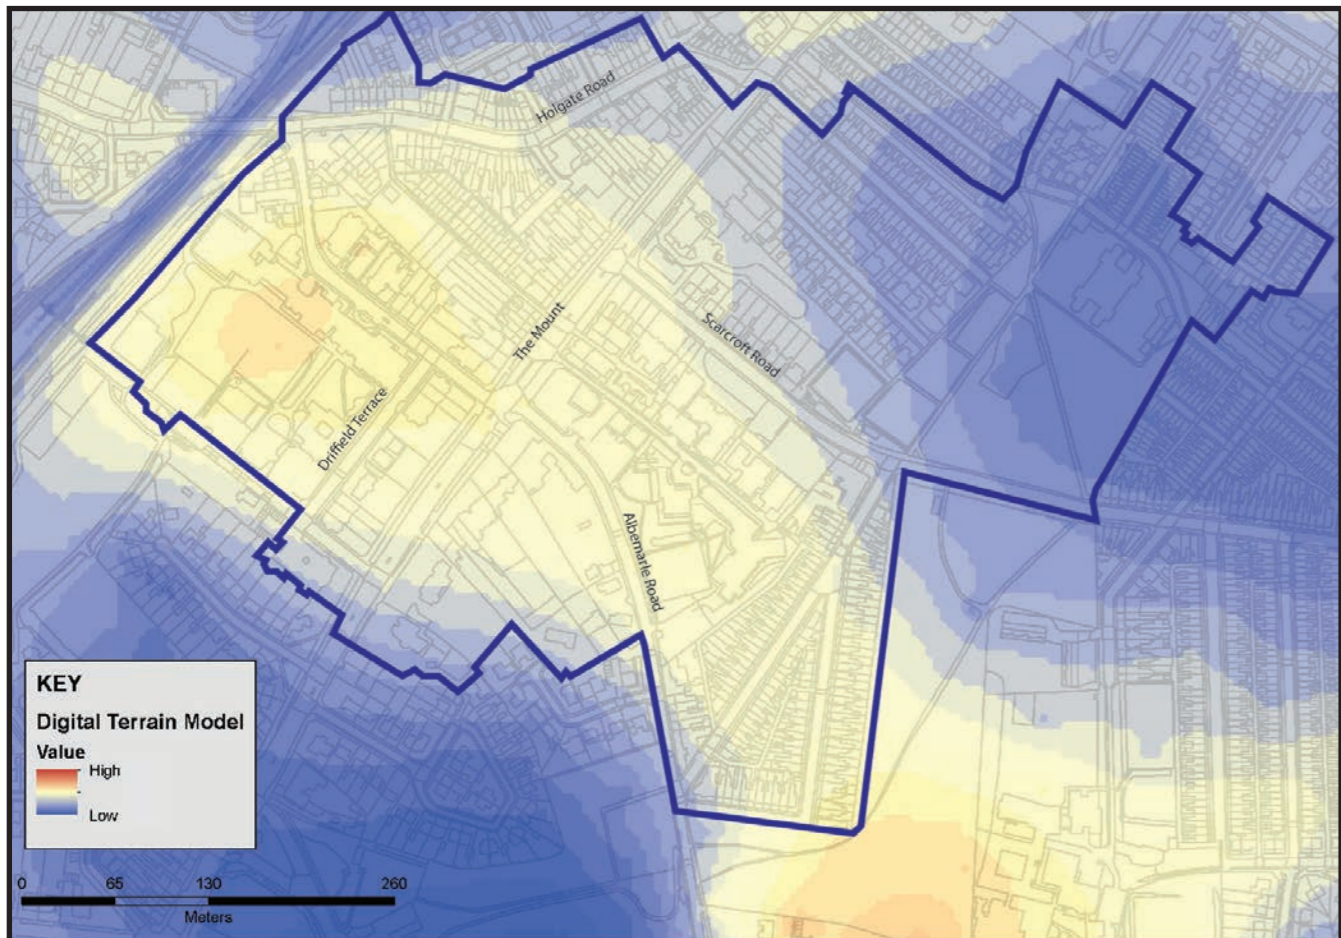 Holgate Road
The Mount
Scarcroft Road
Driffield Terrace
Albemarle Road
KEY
Digital Terrain Model
Value
High
Low
0 65 130 260
Meters